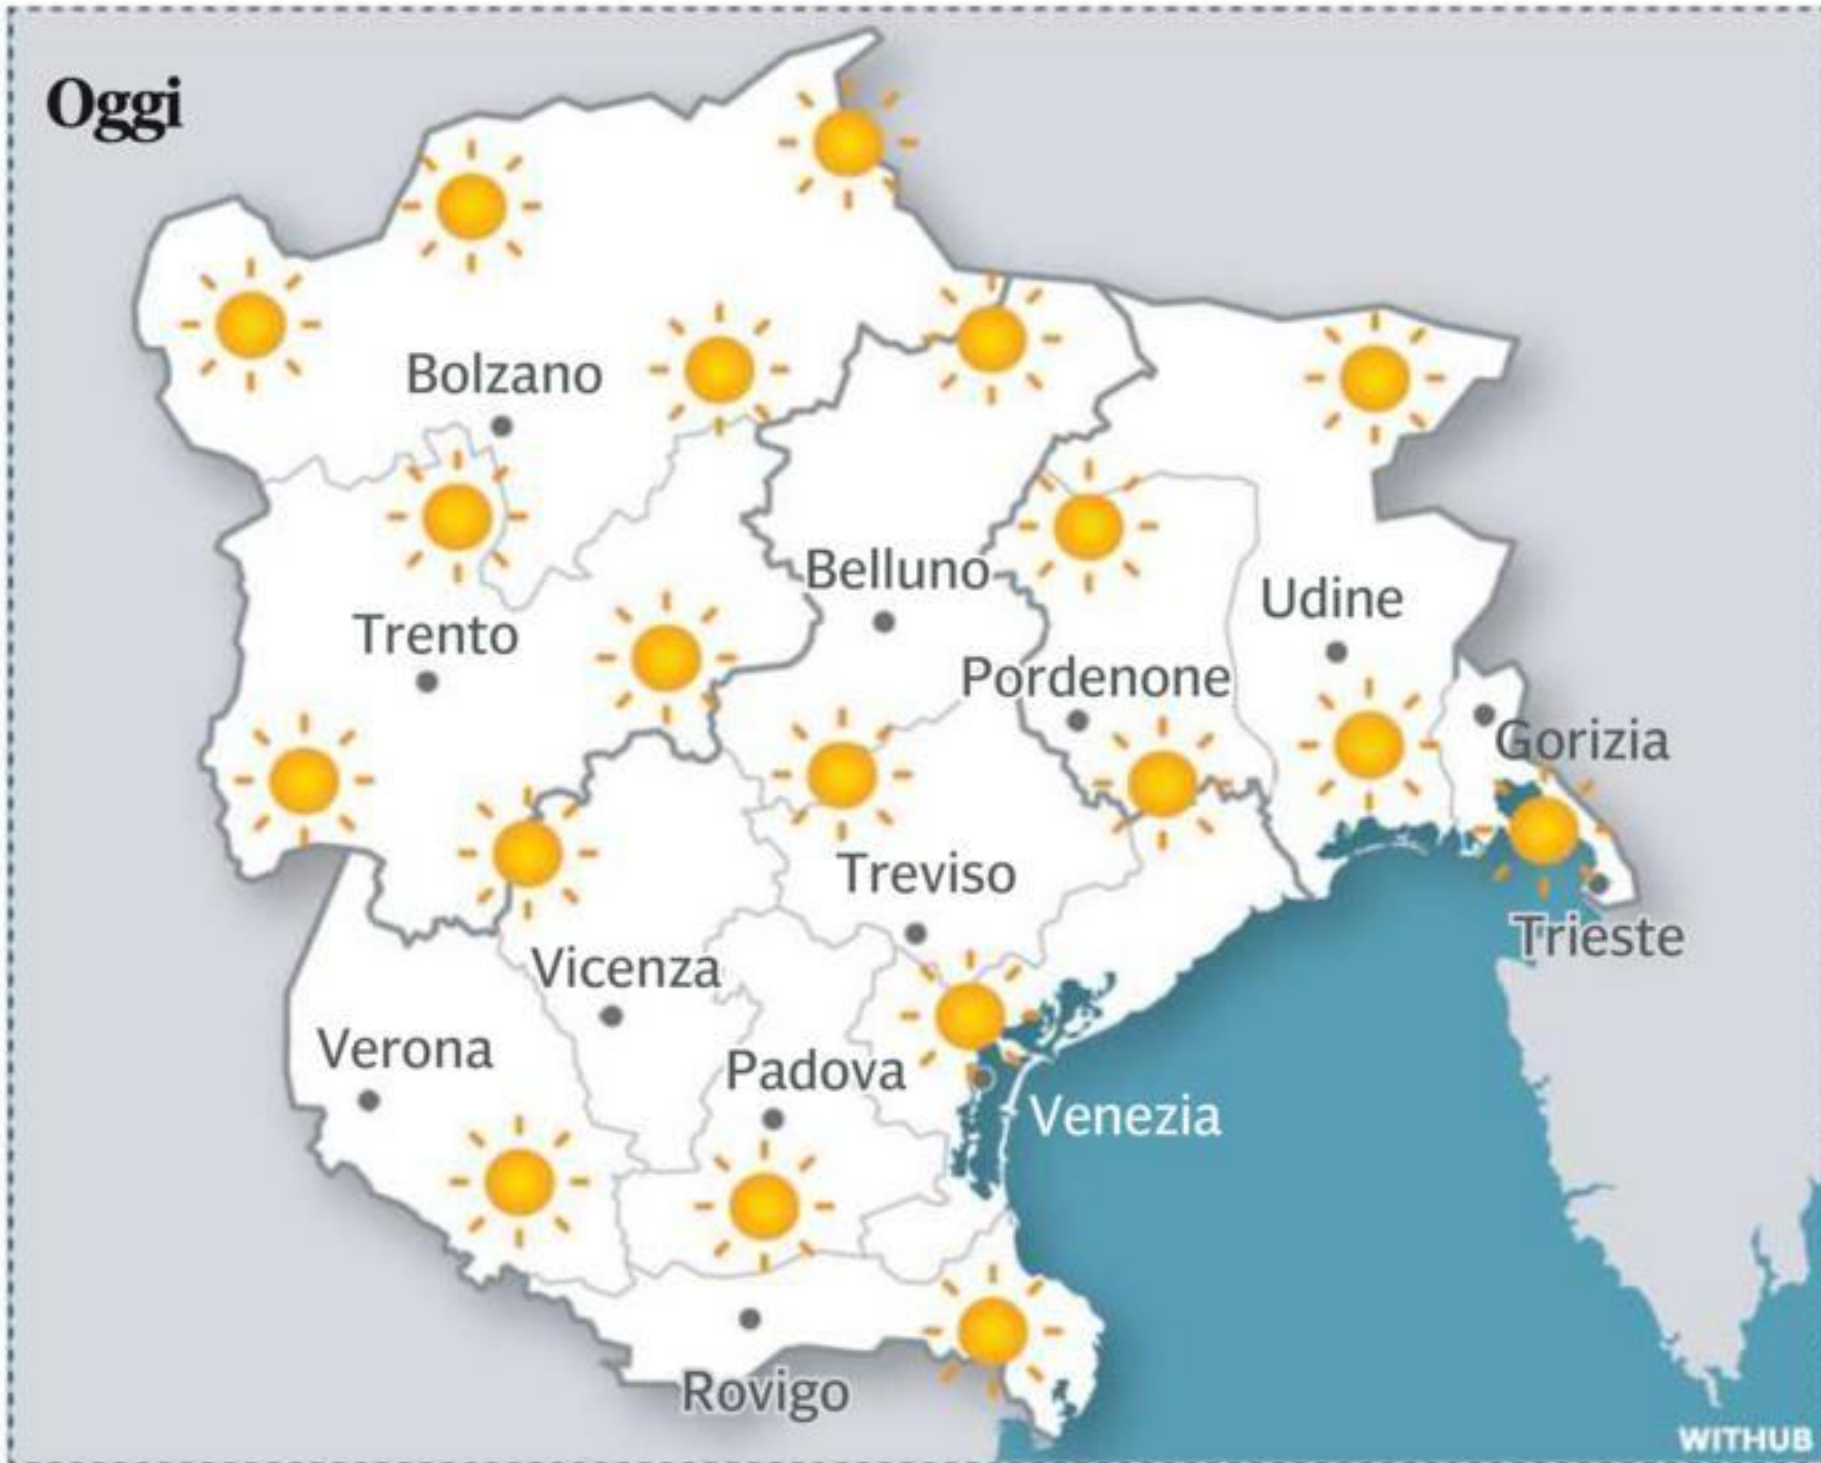 Oggi
Bolzano
Belluno
Udine
Trento
Pordenone
Gorizia
Treviso
Trieste
Vicenza
Verona
Padova
Venezia
Rovigo
WITHUB